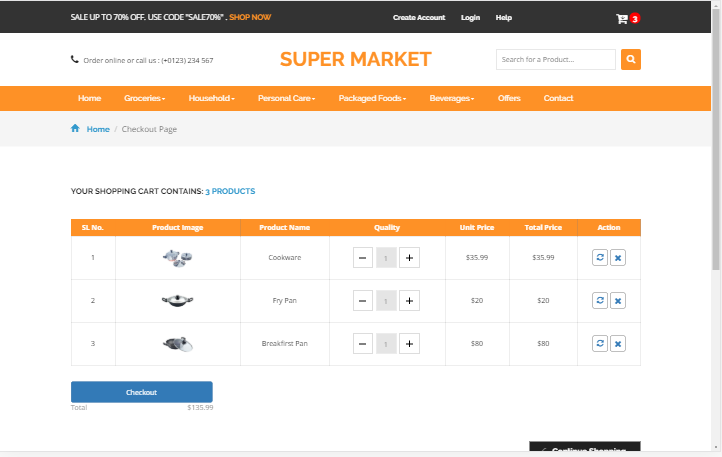 SALE UP TO 70% OFF. USE CODE "SALE70%" . SHOP NOW
Create Account Login Help
3
Order online or call us : (+0123) 234 567
SUPER MARKET
Search for a Product...
Home Groceries Household Personal Care Packaged Foods Beverages Offers Contact
Home / Checkout Page
YOUR SHOPPING CART CONTAINS: 3 PRODUCTS
SL No. Product Image Product Name Quality Unit Price Total Price Action
1 Cookware − 1 + $35.99 $35.99
2 Fry Pan − 1 + $20 $20
3 Breakfirst Pan − 1 + $80 $80
Checkout
Total $135.99
Continue Shopping